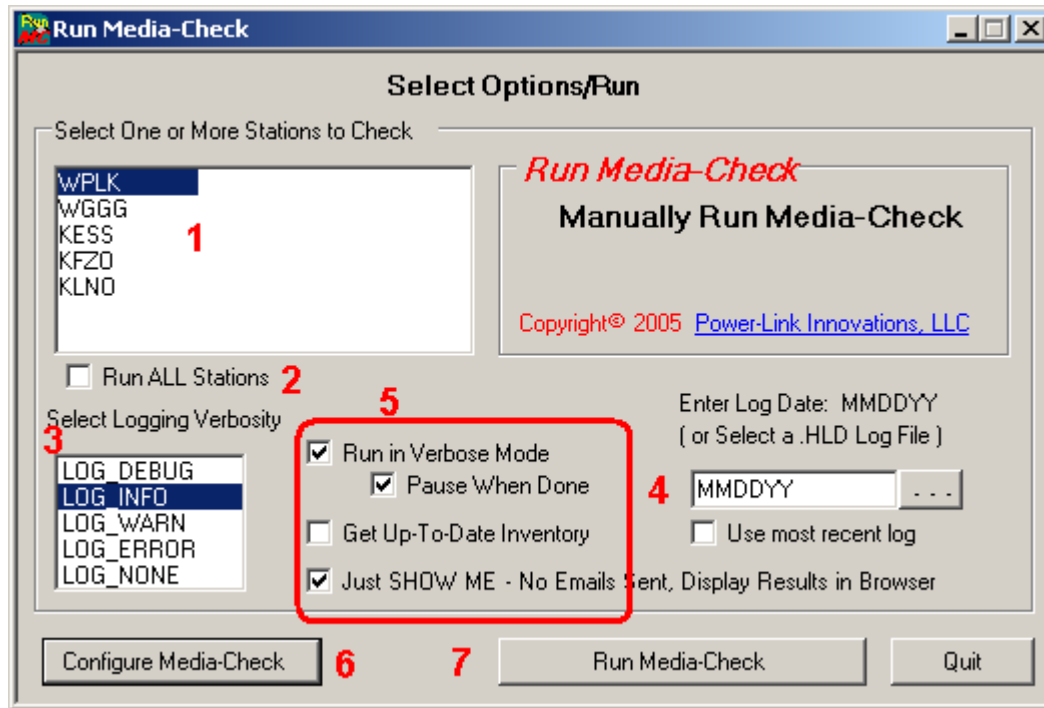 Run Media-Check
Select Options/Run
Select One or More Stations to Check
WPLK
WGGG
KESS
KFZO
KLNO
1
Run Media-Check
Manually Run Media-Check
Copyright© 2005 Power-Link Innovations, LLC
Run ALL Stations 2
Select Logging Verbosity
3
LOG_DEBUG
LOG_INFO
LOG_WARN
LOG_ERROR
LOG_NONE
5
Run in Verbose Mode
Pause When Done
Get Up-To-Date Inventory
Just SHOW ME - No Emails Sent, Display Results in Browser
Enter Log Date: MMDDYY
( or Select a .HLD Log File )
4 MMDDYY ...
Use most recent log
Configure Media-Check 6 7 Run Media-Check Quit